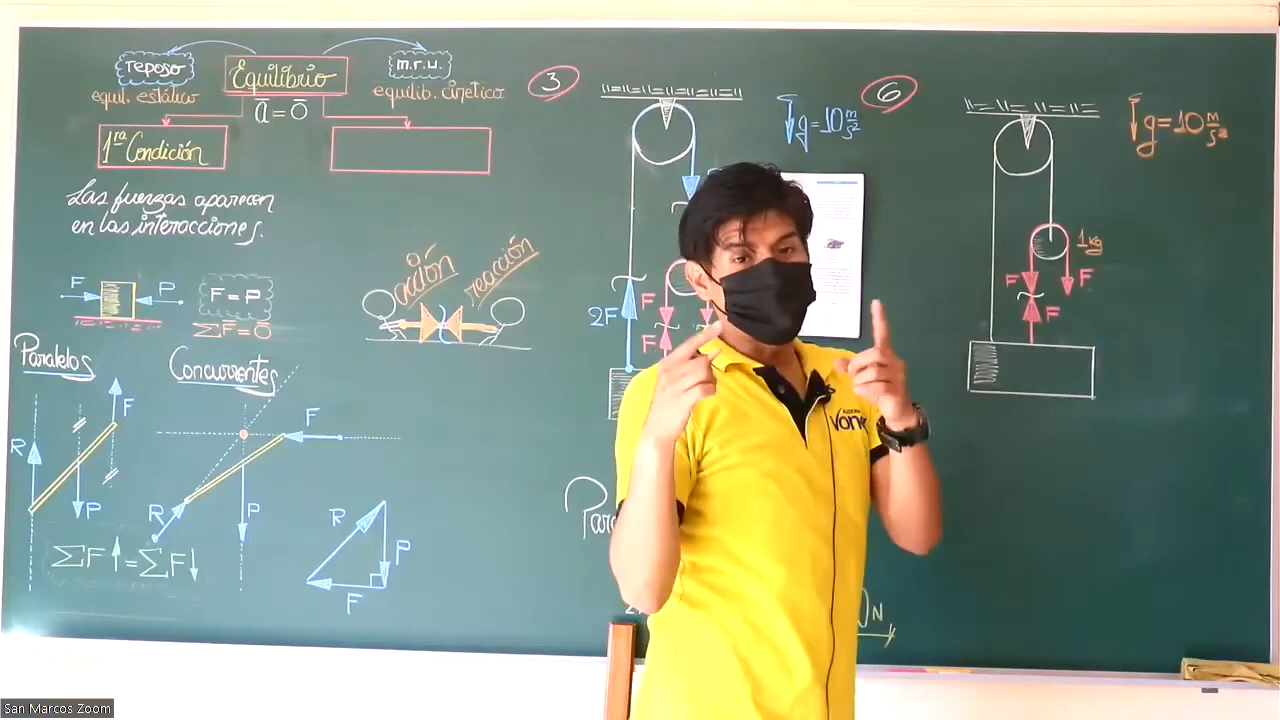 reposo
Equilibrio
m.r.u.
equil. estático
equilib. cinético
a̅ = 0̅
1ra Condición
Las fuerzas aparecen
en las interacciones.
F
P
F = P
ΣF̅ = 0̅
acción
reacción
Paralelos
Concurrentes
F
R
P
ΣF↑ = ΣF↓
F
R
P
R
P
F
3
g = 10 m/s²
2F
F
F
N
6
g = 10 m/s²
1kg
F
F
F
Vone
San Marcos Zoom